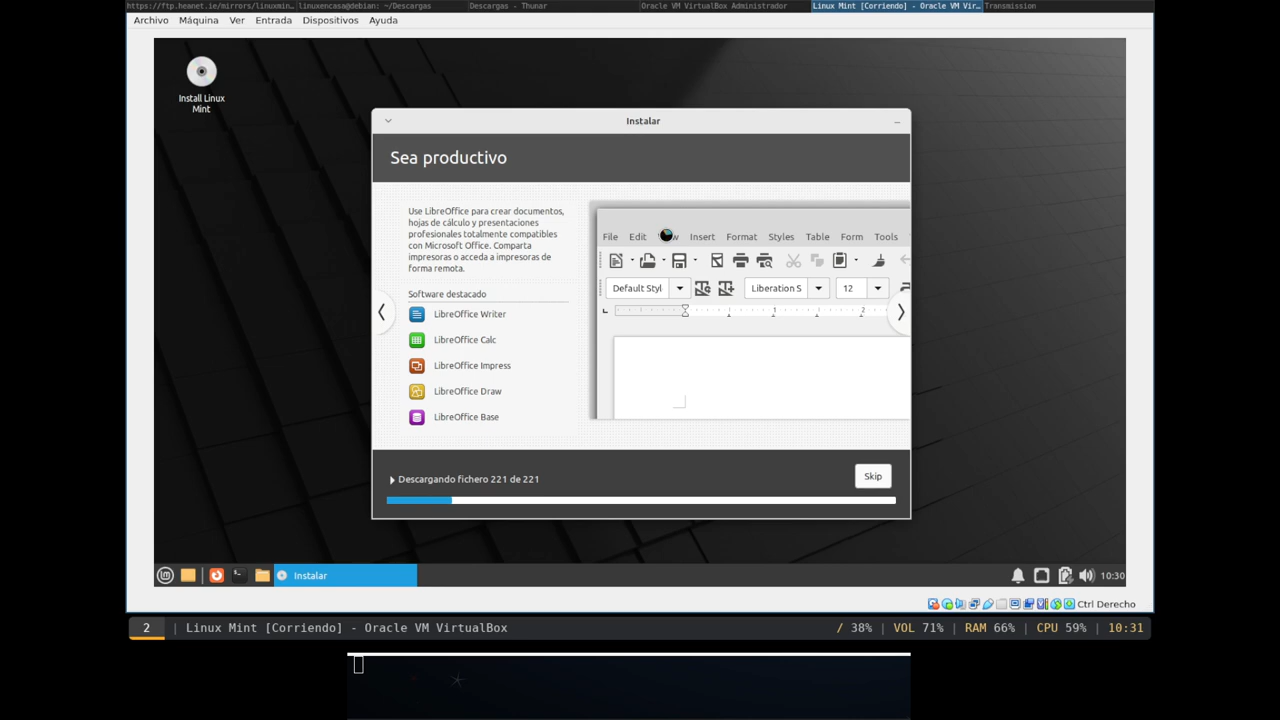 https://ftp.heanet.ie/mirrors/linuxmin...
linuxencasa@debian: ~/Descargas
Descargas - Thunar
Oracle VM VirtualBox Administrador
Linux Mint [Corriendo] - Oracle VM Vir...
Transmission
Archivo Máquina Ver Entrada Dispositivos Ayuda
Install Linux
Mint
Instalar
Sea productivo
Use LibreOffice para crear documentos,
hojas de cálculo y presentaciones
profesionales totalmente compatibles
con Microsoft Office. Comparta
impresoras o acceda a impresoras de
forma remota.
Software destacado
LibreOffice Writer
LibreOffice Calc
LibreOffice Impress
LibreOffice Draw
LibreOffice Base
File Edit Insert Format Styles Table Form Tools
Default Styl Liberation S 12
1 1 2
Descargando fichero 221 de 221
Skip
Instalar
10:30
Ctrl Derecho
2 | Linux Mint [Corriendo] - Oracle VM VirtualBox
/ 38% | VOL 71% | RAM 66% | CPU 59% | 10:31